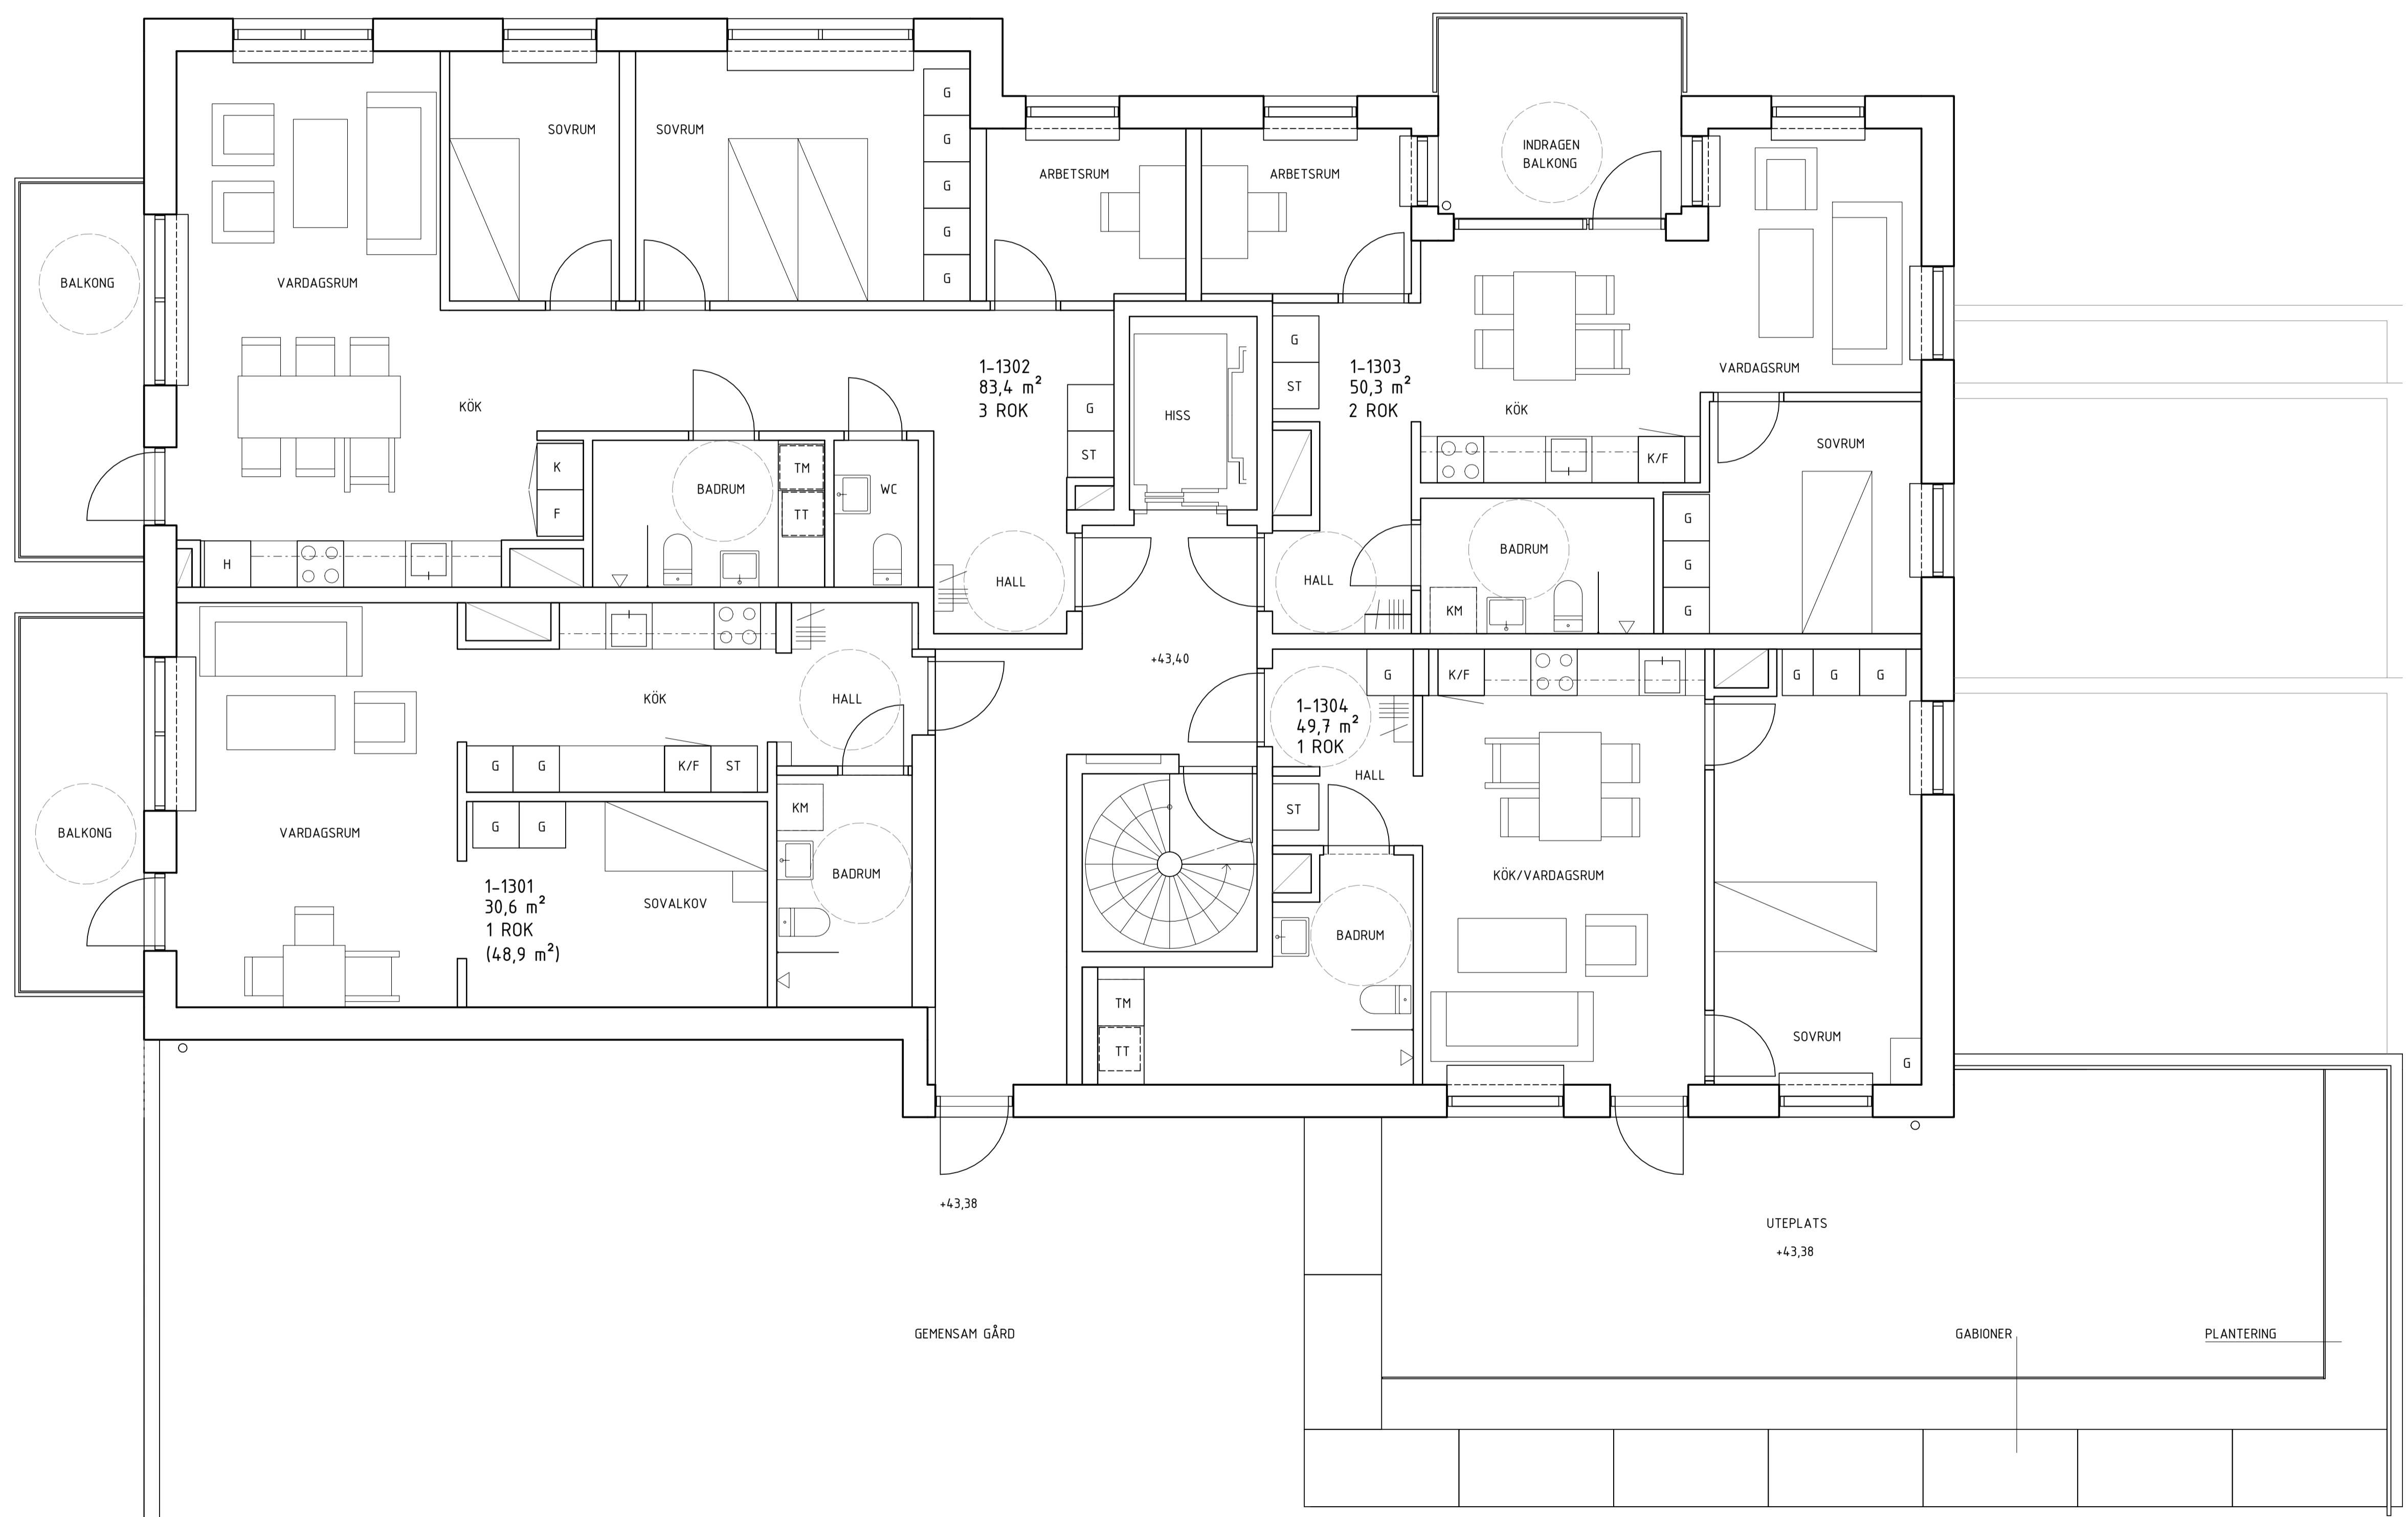 G
SOVRUM
SOVRUM
G
INDRAGEN
BALKONG
ARBETSRUM
ARBETSRUM
G
G
BALKONG
VARDAGSRUM
G
G
1-1302
83,4 m²
3 ROK
1-1303
50,3 m²
2 ROK
VARDAGSRUM
ST
KÖK
G
HISS
KÖK
SOVRUM
ST
K
TM
K/F
BADRUM
WC
F
TT
G
BADRUM
H
G
HALL
HALL
KM
G
+43,40
KÖK
HALL
G
K/F
G
G
G
1-1304
49,7 m²
1 ROK
G
G
K/F
ST
HALL
KM
ST
BALKONG
VARDAGSRUM
G
G
BADRUM
KÖK/VARDAGSRUM
1-1301
30,6 m²
1 ROK
(48,9 m²)
SOVALKOV
BADRUM
TM
SOVRUM
TT
G
+43,38
UTEPLATS
+43,38
GEMENSAM GÅRD
GABIONER
PLANTERING